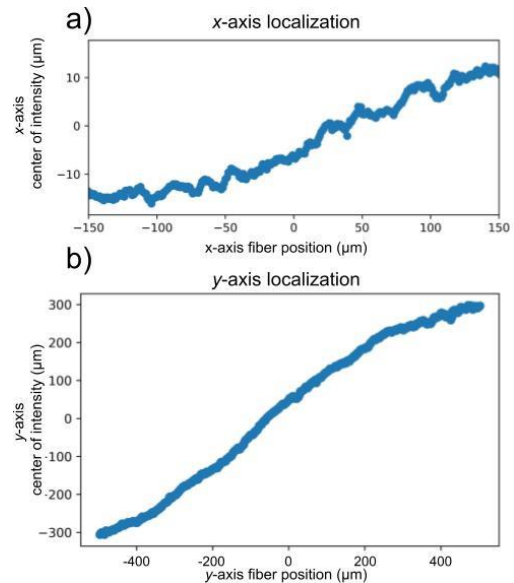 a)
x-axis localization
x-axis
center of intensity (μm)
10
0
−10
−150
−100
−50
0
50
100
150
x-axis fiber position (μm)
b)
y-axis localization
y-axis
center of intensity (μm)
300
200
100
0
-100
-200
−300
-400
-200
0
200
400
y-axis fiber position (μm)